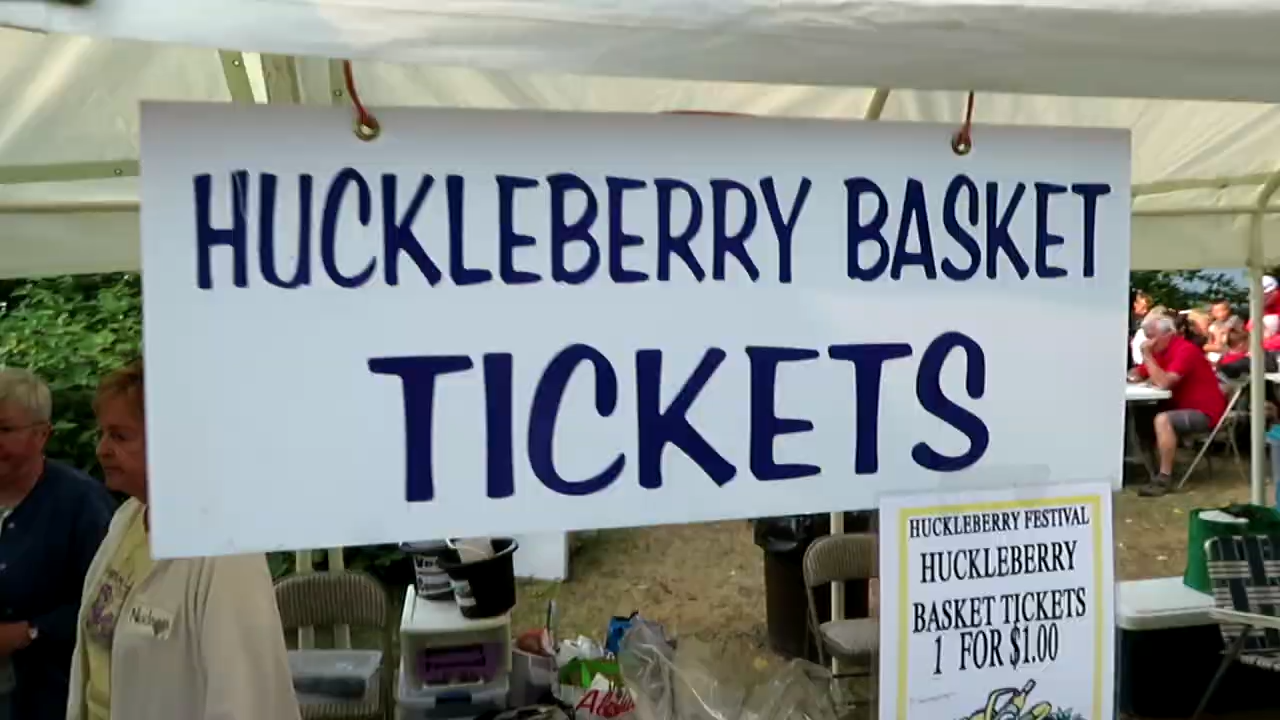 HUCKLEBERRY BASKET
TICKETS
HUCKLEBERRY FESTIVAL
HUCKLEBERRY
BASKET TICKETS
1 FOR $1.00